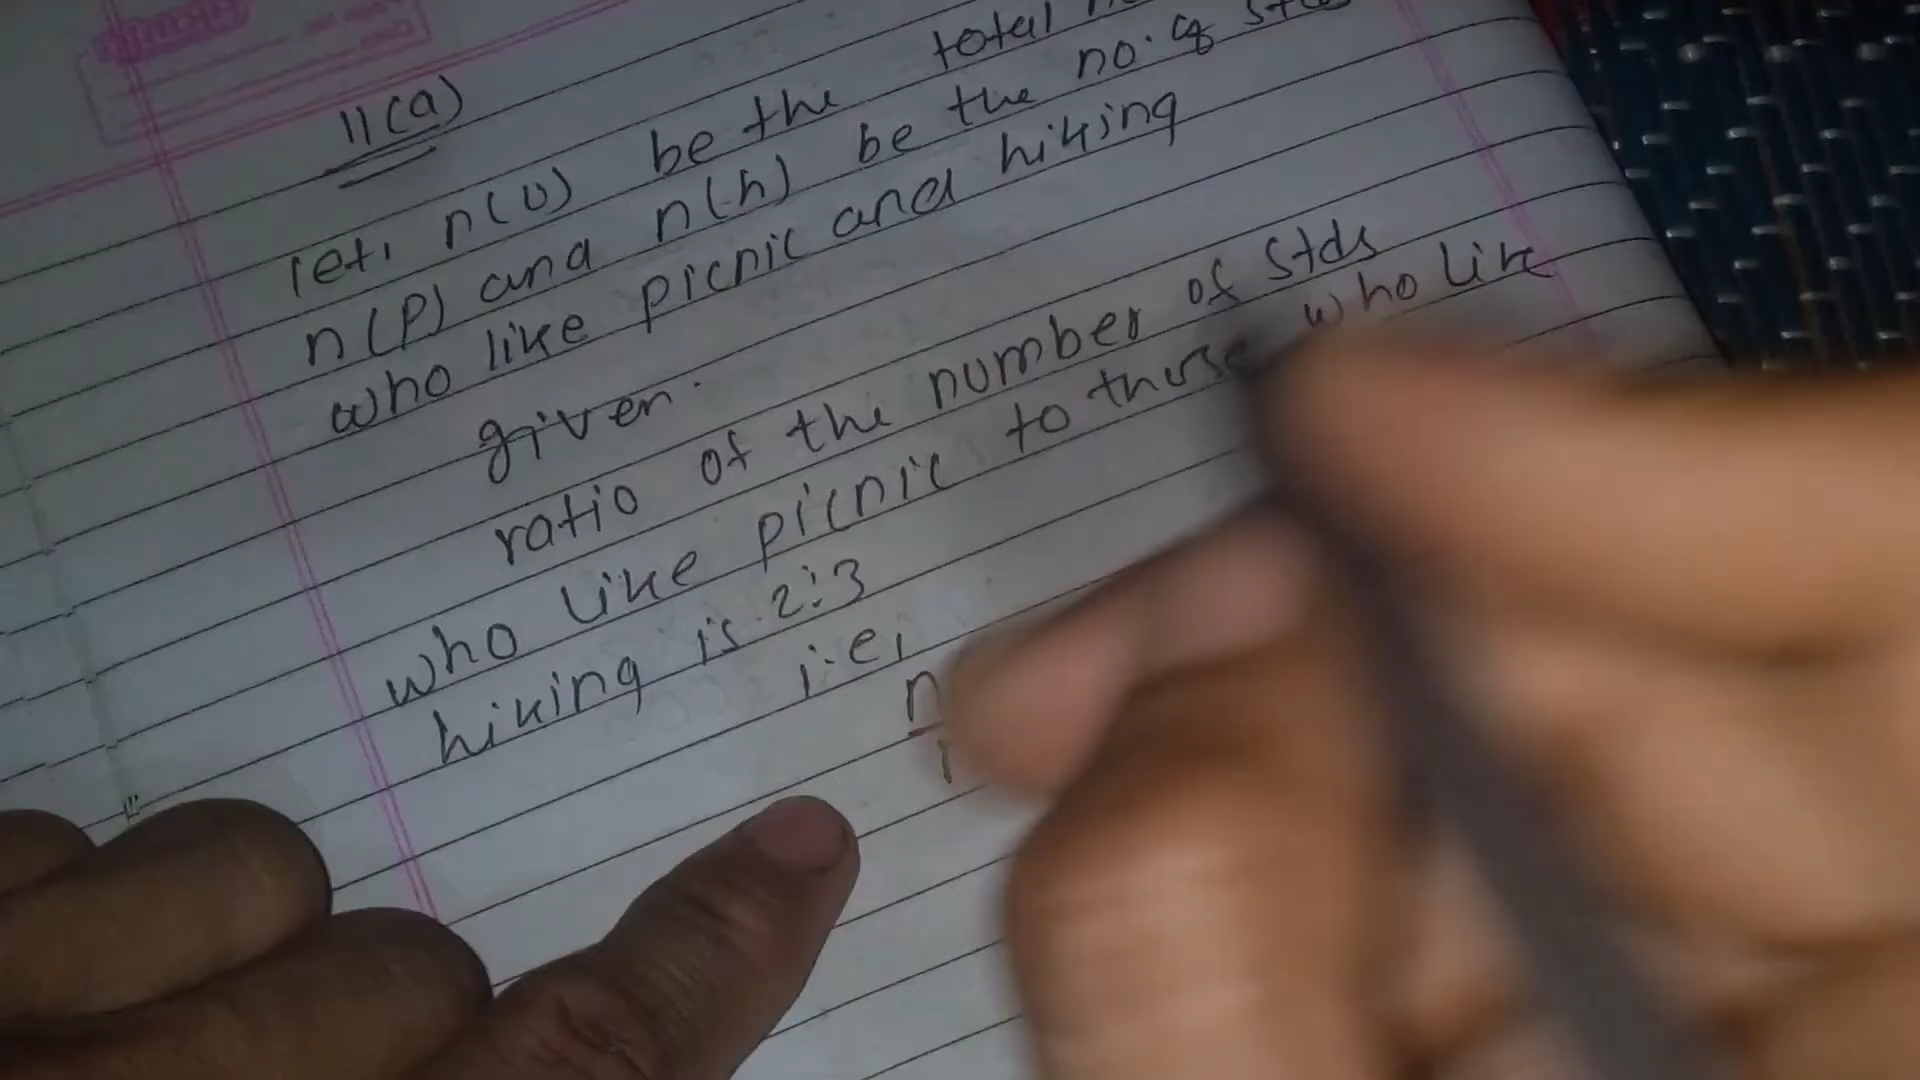 11(a)
let, n(U) be the total
n(P) and n(h) be the no. of
who like picnic and hiking
given.
ratio of the number of Stds
who like picnic to those who like
hiking is 2:3
i.e,
n